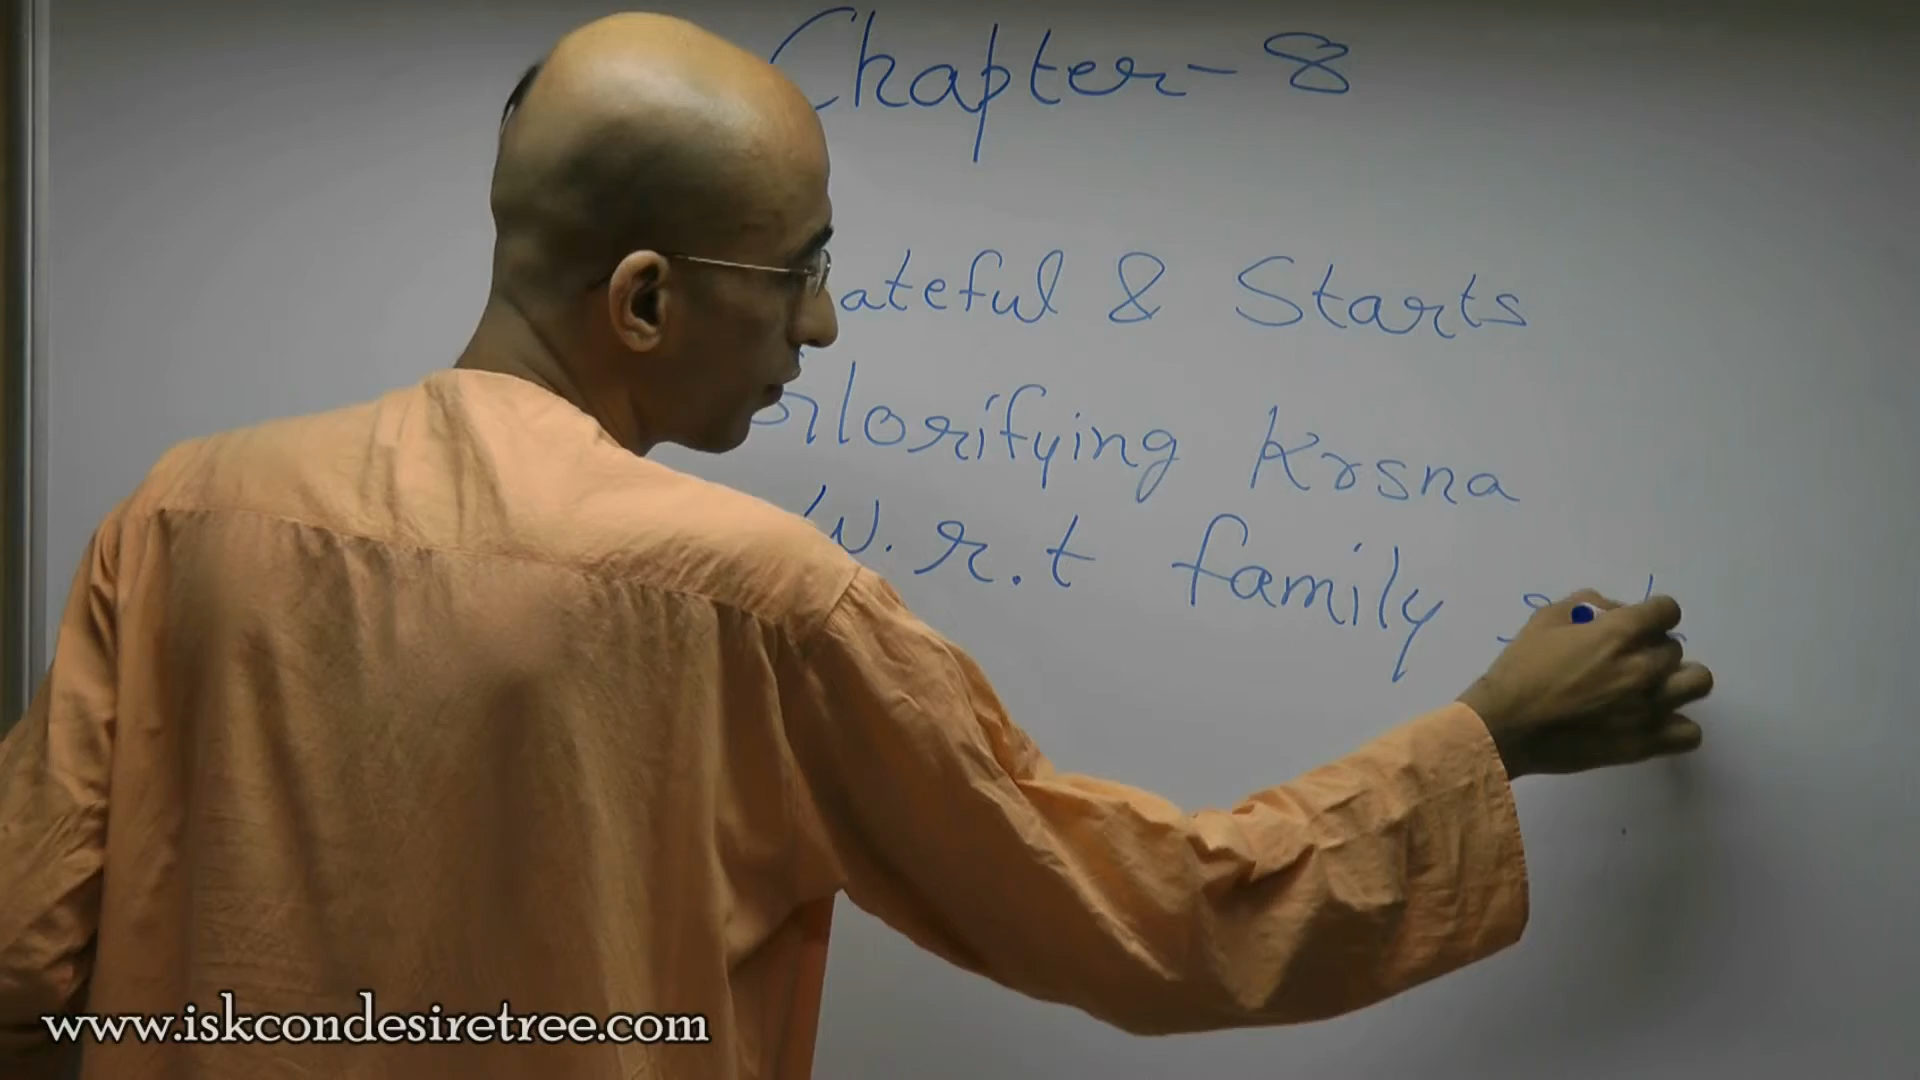 Chapter-8
ateful & Starts
Glorifying Krsna
W.r.t family
www.iskcondesiretree.com